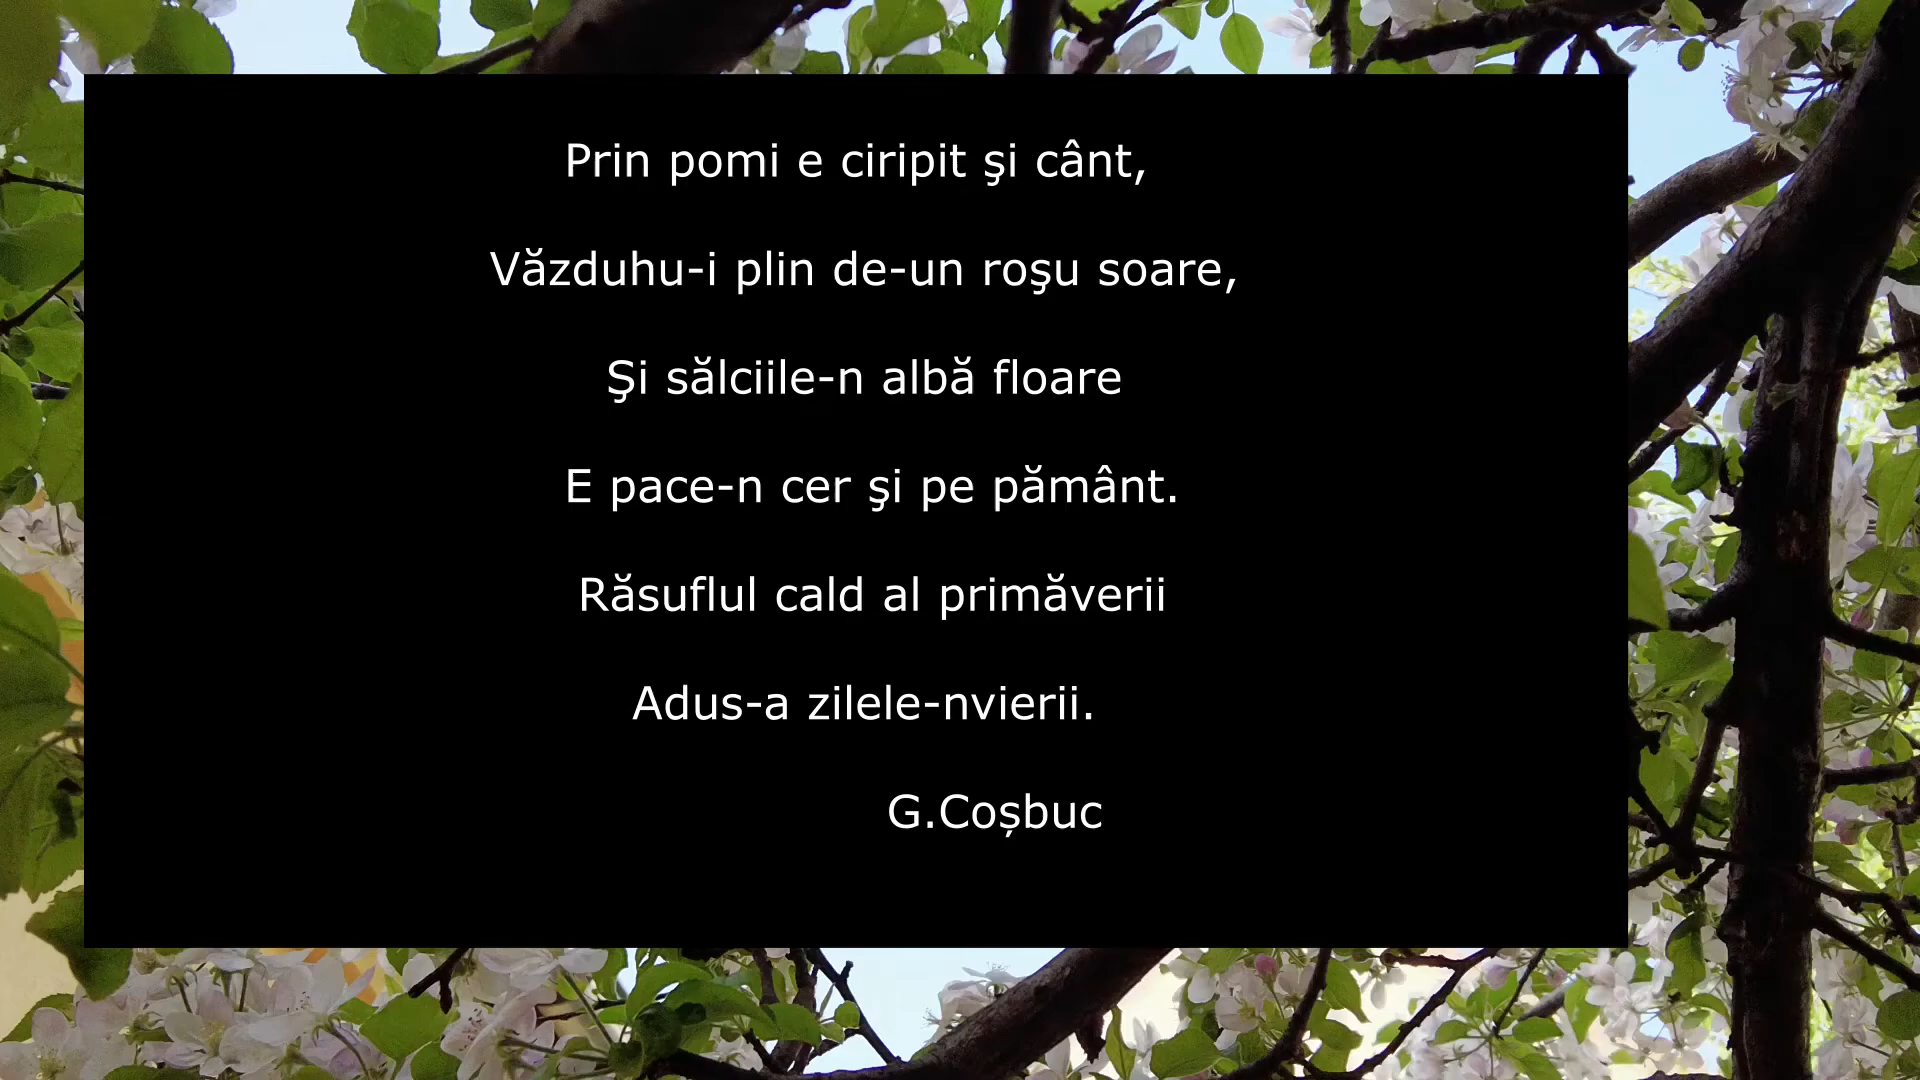 Prin pomi e ciripit şi cânt,
Văzduhu-i plin de-un roşu soare,
Şi sălciile-n albă floare
E pace-n cer şi pe pământ.
Răsuflul cald al primăverii
Adus-a zilele-nvierii.
G.Coșbuc